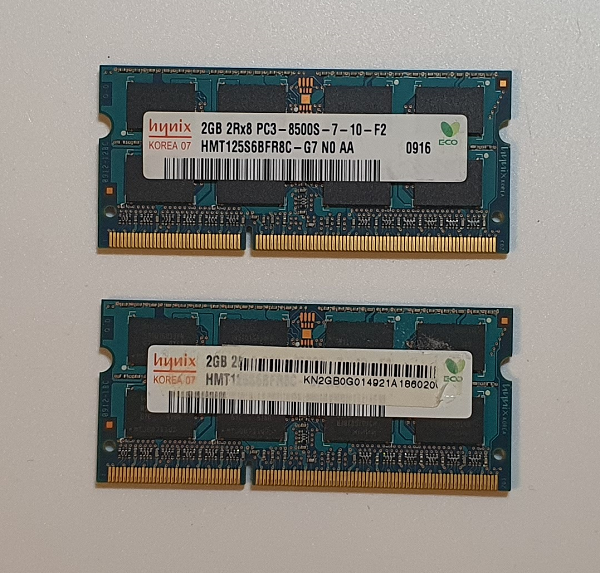 hynix
KOREA 07
2GB 2Rx8 PC3-8500S-7-10-F2
HMT125S6BFR8C-G7 N0 AA
0916
ECO
hynix
KOREA 07
2GB
HMT125S6BFR8C
KN2GB0G014921A1860200
ECO